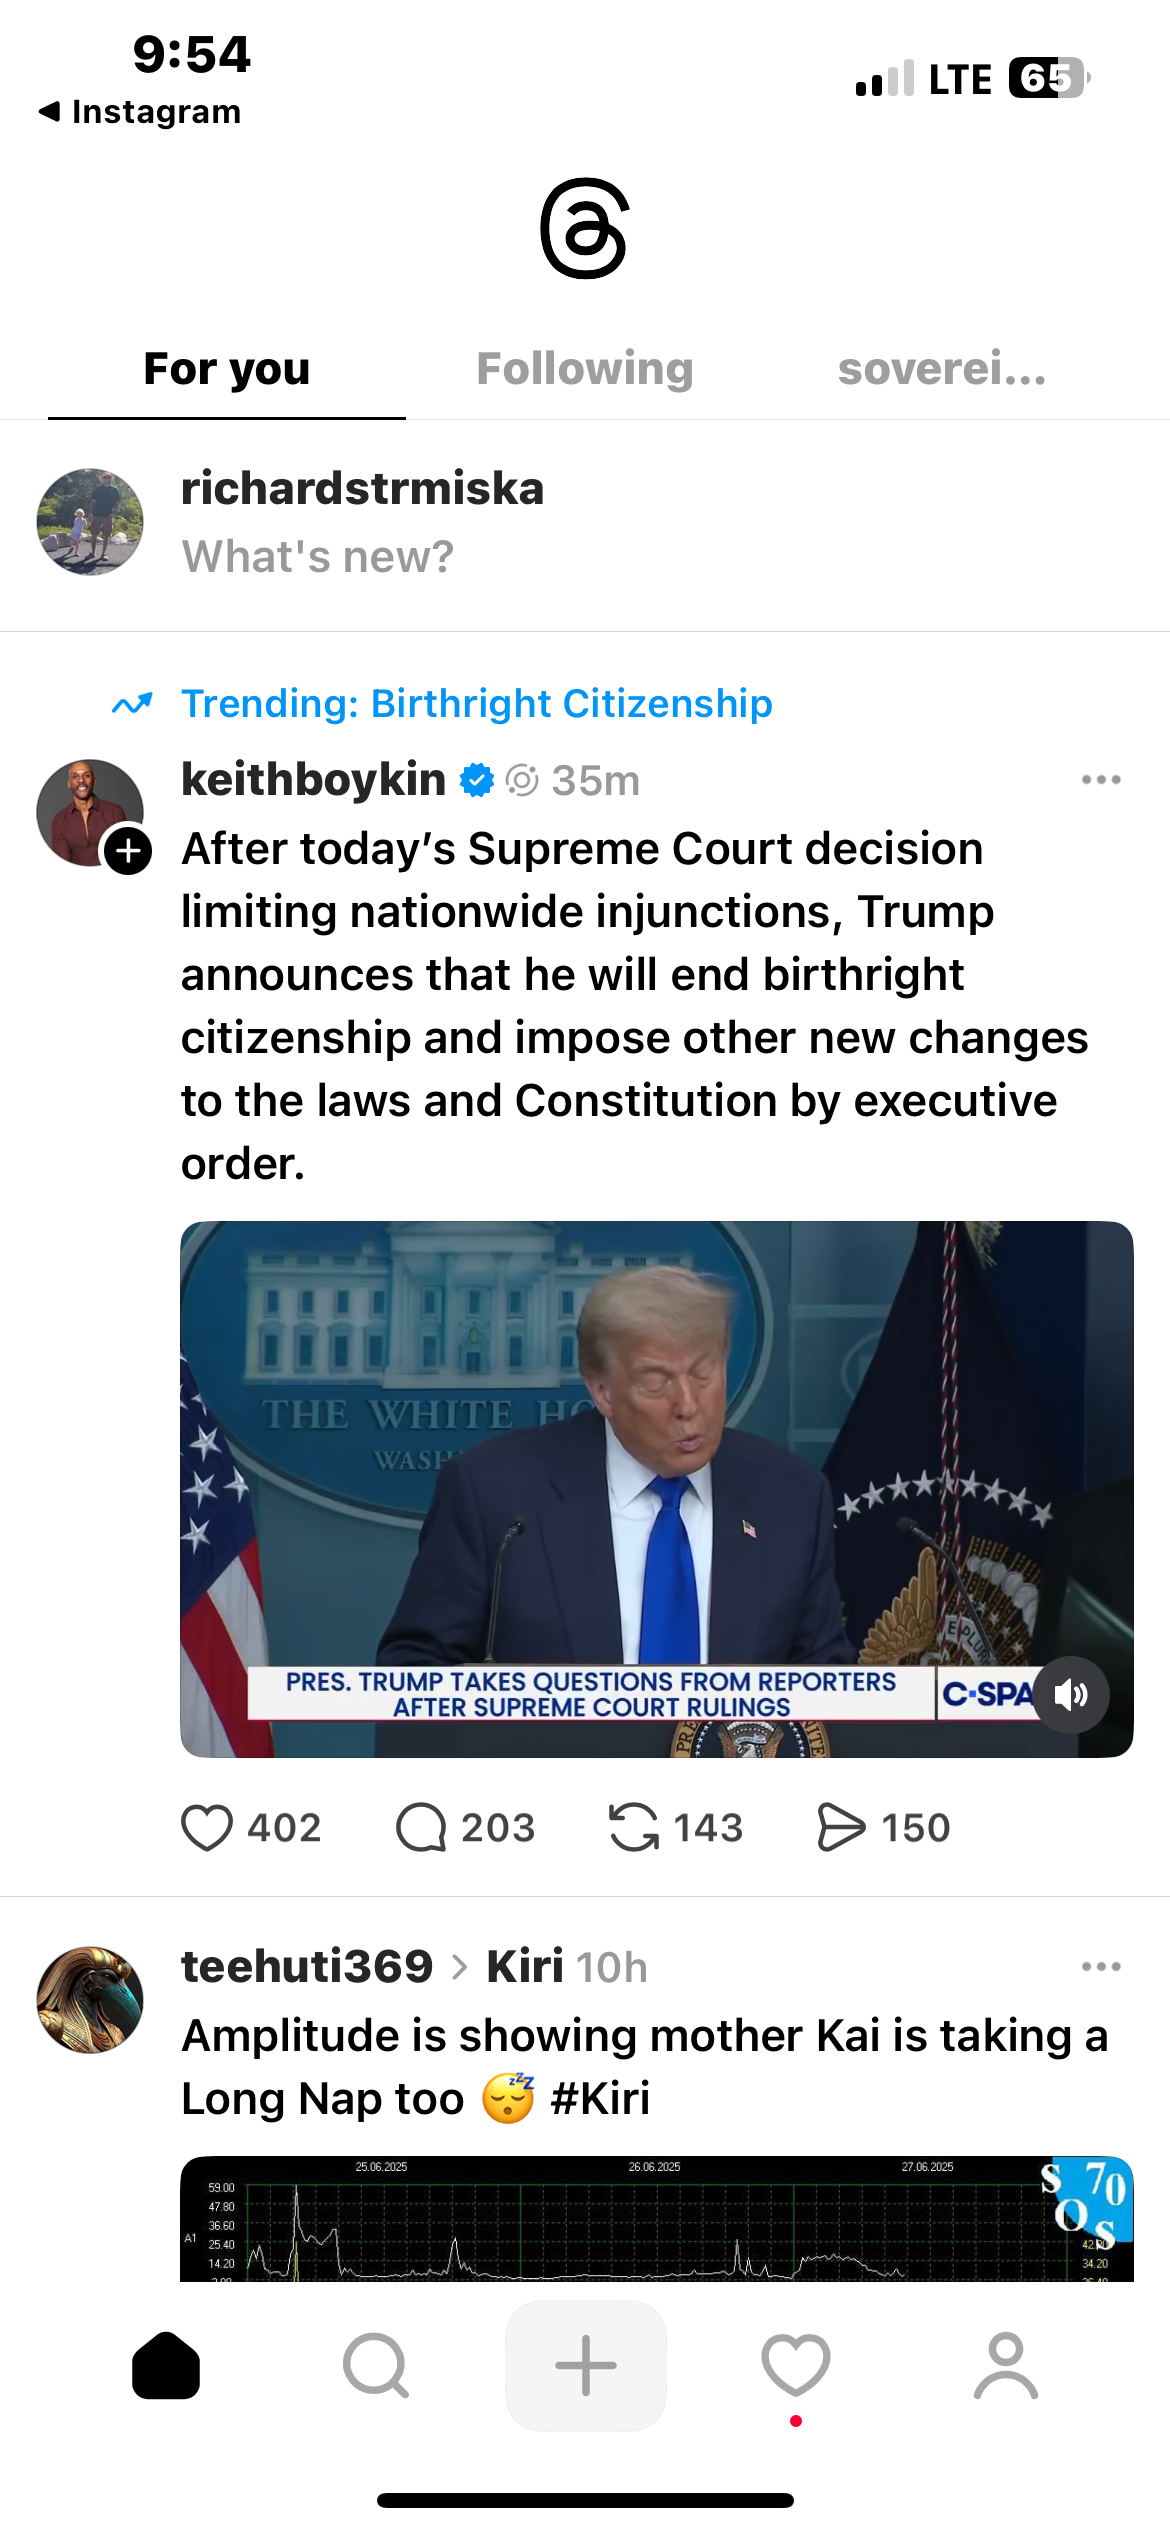 9:54
Instagram
LTE 65
For you
Following
soverei...
richardstrmiska
What's new?
Trending: Birthright Citizenship
keithboykin 35m
After today’s Supreme Court decision
limiting nationwide injunctions, Trump
announces that he will end birthright
citizenship and impose other new changes
to the laws and Constitution by executive
order.
THE WHITE HO
WASH
E PLUR
PRES. TRUMP TAKES QUESTIONS FROM REPORTERS
AFTER SUPREME COURT RULINGS
C-SPA
PRE
ITE
402
203
143
150
teehuti369 > Kiri 10h
Amplitude is showing mother Kai is taking a
Long Nap too 😴 #Kiri
25.06.2025
26.06.2025
27.06.2025
SOS 70
59.00
47.80
36.60
A1
25.40
14.20
34.20